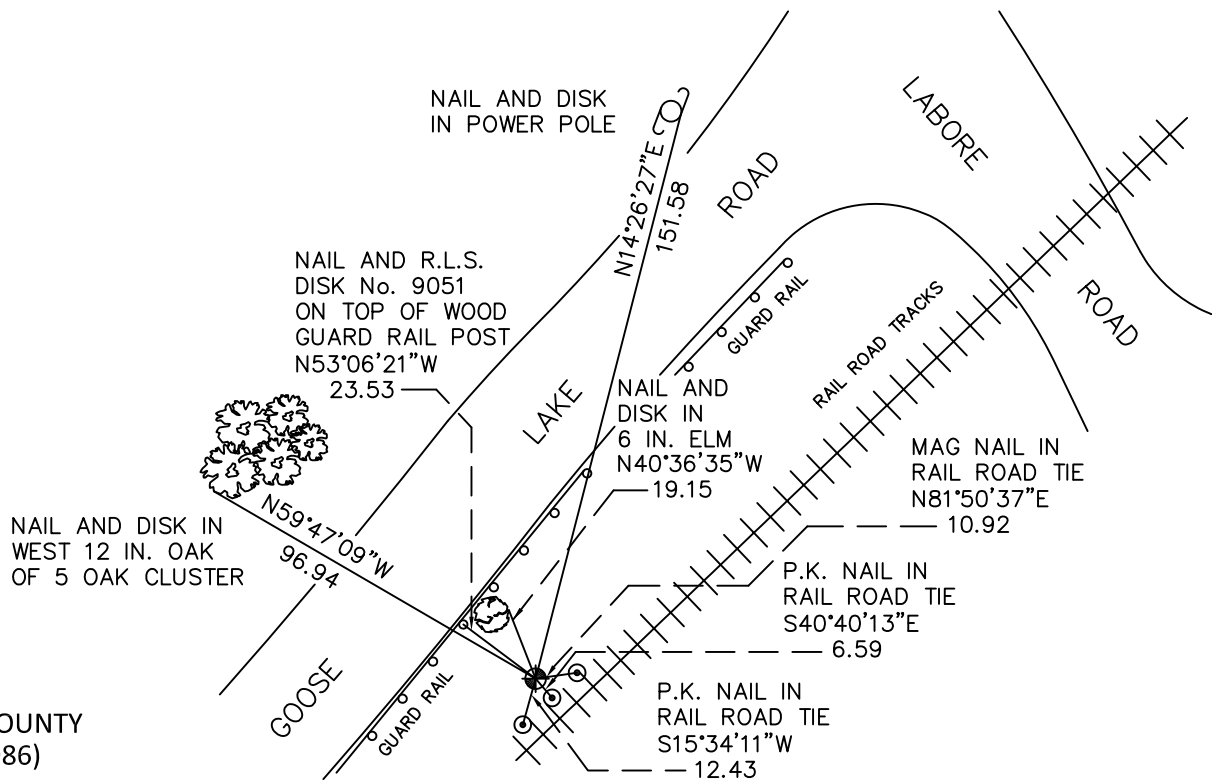 NAIL AND DISK
IN POWER POLE
LABORE
ROAD
ROAD
N14°26'27"E
151.58
NAIL AND R.L.S.
DISK No. 9051
ON TOP OF WOOD
GUARD RAIL POST
N53°06'21"W
23.53
GUARD RAIL
RAIL ROAD TRACKS
LAKE
NAIL AND
DISK IN
6 IN. ELM
N40°36'35"W
19.15
MAG NAIL IN
RAIL ROAD TIE
N81°50'37"E
10.92
NAIL AND DISK IN
WEST 12 IN. OAK
OF 5 OAK CLUSTER
N59°47'09"W
96.94
P.K. NAIL IN
RAIL ROAD TIE
S40°40'13"E
6.59
GOOSE
GUARD RAIL
P.K. NAIL IN
RAIL ROAD TIE
S15°34'11"W
12.43
OUNTY
86)